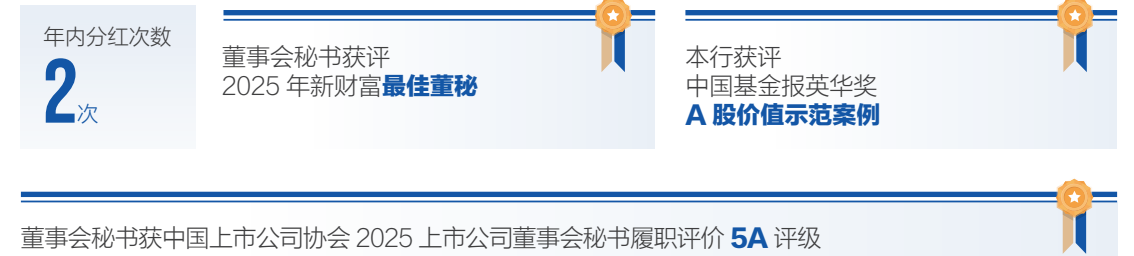 年内分红次数
2次
董事会秘书获评
2025 年新财富最佳董秘
本行获评
中国基金报英华奖
A 股价值示范案例
董事会秘书获中国上市公司协会 2025 上市公司董事会秘书履职评价 5A 评级